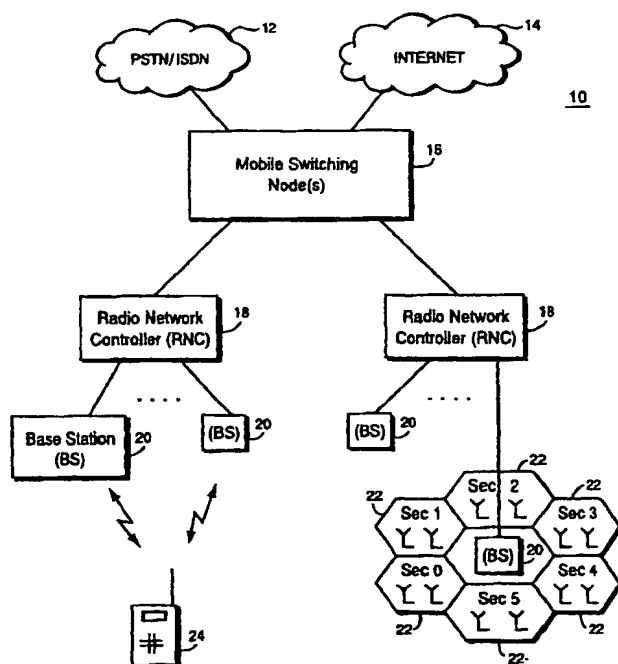 12
PSTN/ISDN
14
INTERNET
10
16
Mobile Switching
Node(s)
Radio Network
Controller (RNC)
18
Radio Network
Controller (RNC)
18
Base Station
(BS)
20
(BS)
20
(BS)
20
22
Sec 2
22
Sec 1
22
Sec 3
(BS)
20
Sec 0
Sec 4
22
Sec 5
22
22
24